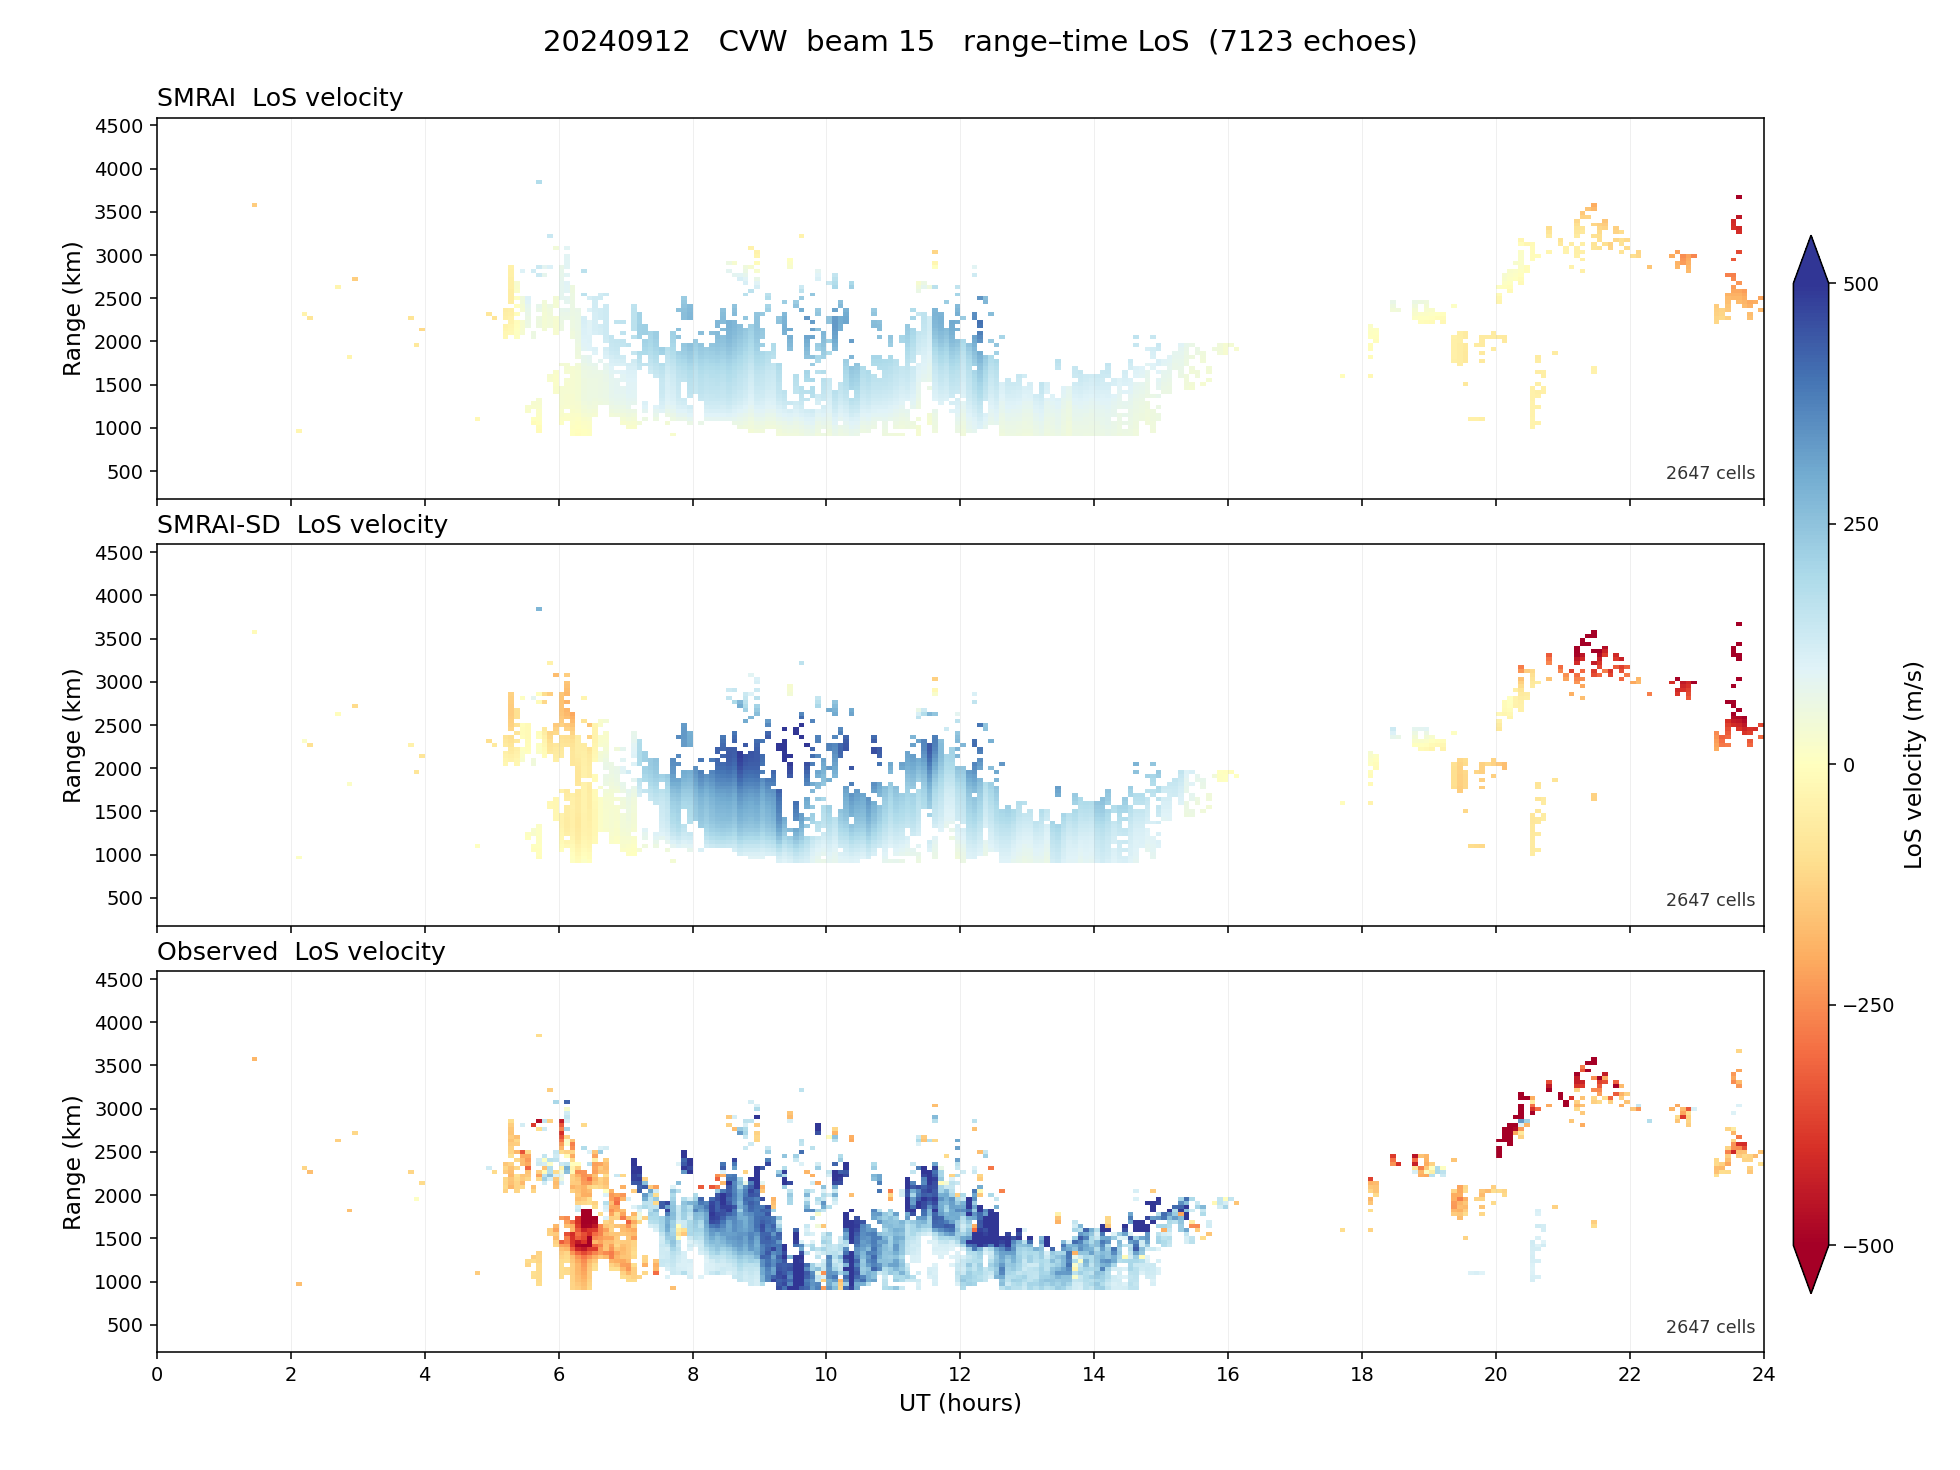 20240912   CVW  beam 15   range–time LoS  (7123 echoes)
SMRAI  LoS velocity
4500
4000
3500
3000
2500
2000
1500
1000
500
Range (km)
2647 cells
SMRAI-SD  LoS velocity
4500
4000
3500
3000
2500
2000
1500
1000
500
Range (km)
2647 cells
Observed  LoS velocity
4500
4000
3500
3000
2500
2000
1500
1000
500
Range (km)
2647 cells
0 2 4 6 8 10 12 14 16 18 20 22 24
UT (hours)
500
250
0
−250
−500
LoS velocity (m/s)